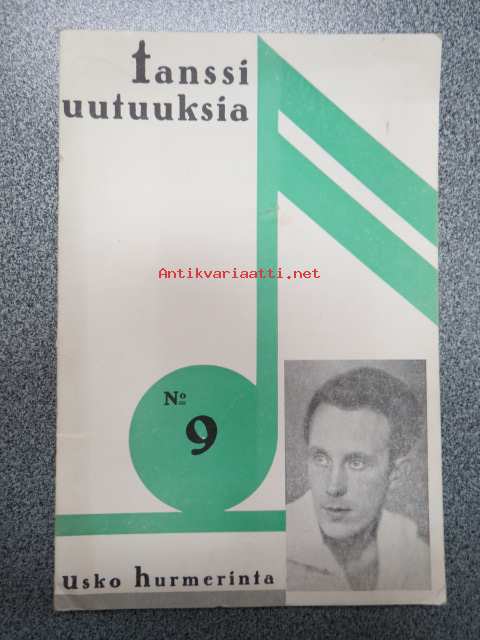 tanssi
uutuuksia
Antikvariaatti.net
No
9
usko hurmerinta